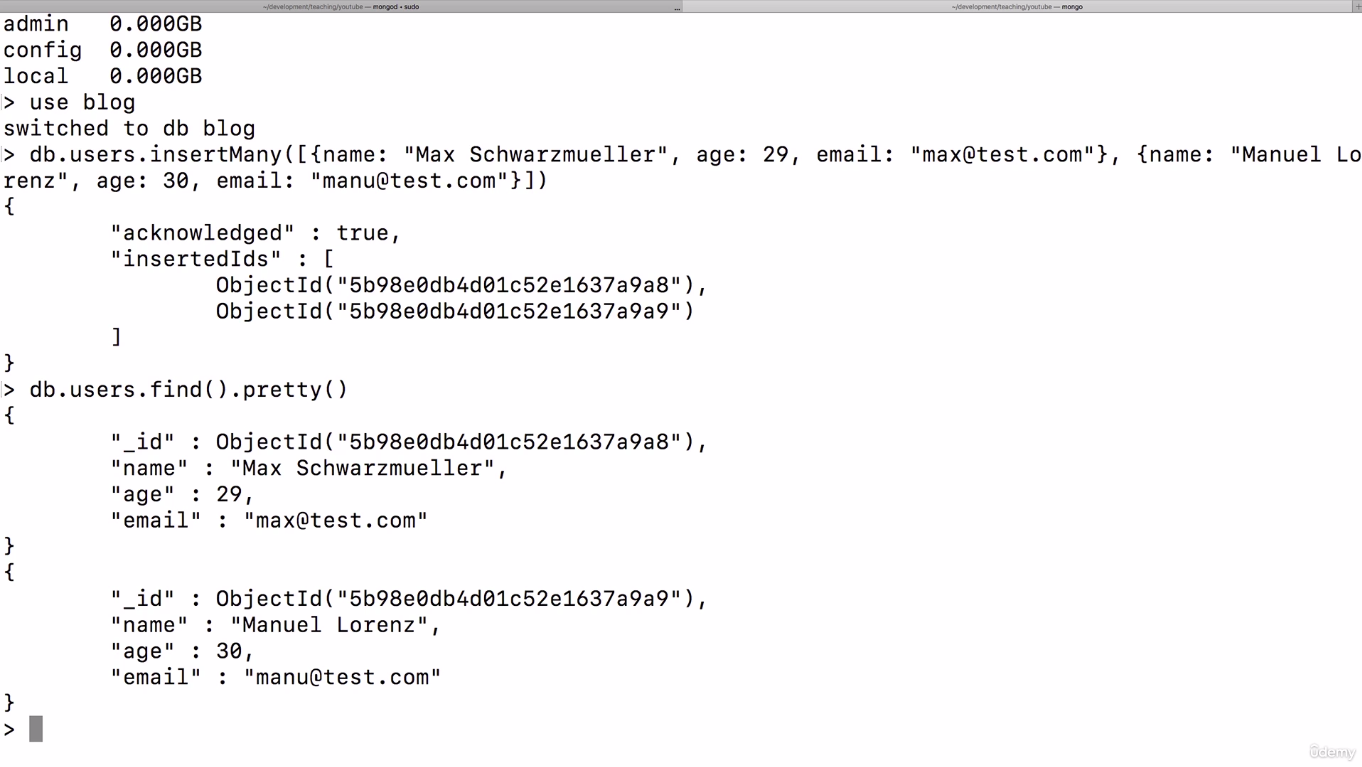 ~/development/teaching/youtube — mongod • sudo ... ~/development/teaching/youtube — mongo +
admin 0.000GB
config 0.000GB
local 0.000GB
> use blog
switched to db blog
> db.users.insertMany([{name: "Max Schwarzmueller", age: 29, email: "max@test.com"}, {name: "Manuel Lo
renz", age: 30, email: "manu@test.com"}])
{
"acknowledged" : true,
"insertedIds" : [
ObjectId("5b98e0db4d01c52e1637a9a8"),
ObjectId("5b98e0db4d01c52e1637a9a9")
]
}
> db.users.find().pretty()
{
"_id" : ObjectId("5b98e0db4d01c52e1637a9a8"),
"name" : "Max Schwarzmueller",
"age" : 29,
"email" : "max@test.com"
}
{
"_id" : ObjectId("5b98e0db4d01c52e1637a9a9"),
"name" : "Manuel Lorenz",
"age" : 30,
"email" : "manu@test.com"
}
>
ûdemy